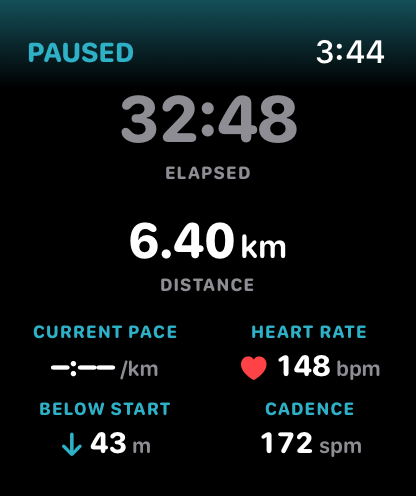 PAUSED 3:44
32:48
ELAPSED
6.40 km
DISTANCE
CURRENT PACE HEART RATE
–:–– /km 148 bpm
BELOW START CADENCE
↓ 43 m 172 spm